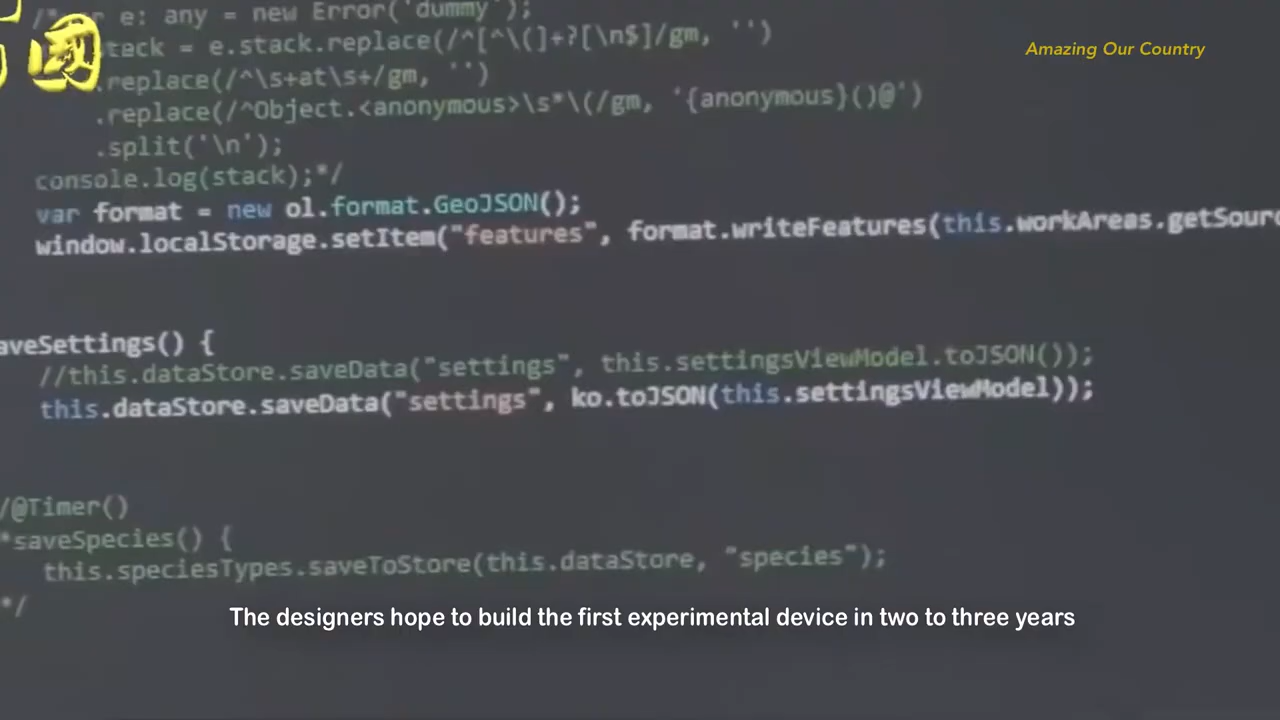 /*var e: any = new Error('dummy');
stack = e.stack.replace(/^[^\(]+?[\n$]/gm, '')
.replace(/^\s+at\s+/gm, '')
.replace(/^Object.<anonymous>\s*\(/gm, '{anonymous}()@')
.split('\n');
console.log(stack);*/
var format = new ol.format.GeoJSON();
window.localStorage.setItem("features", format.writeFeatures(this.workAreas.getSourc
aveSettings() {
//this.dataStore.saveData("settings", this.settingsViewModel.toJSON());
this.dataStore.saveData("settings", ko.toJSON(this.settingsViewModel));
/@Timer()
*saveSpecies() {
this.speciesTypes.saveToStore(this.dataStore, "species");
*/
國
Amazing Our Country
The designers hope to build the first experimental device in two to three years